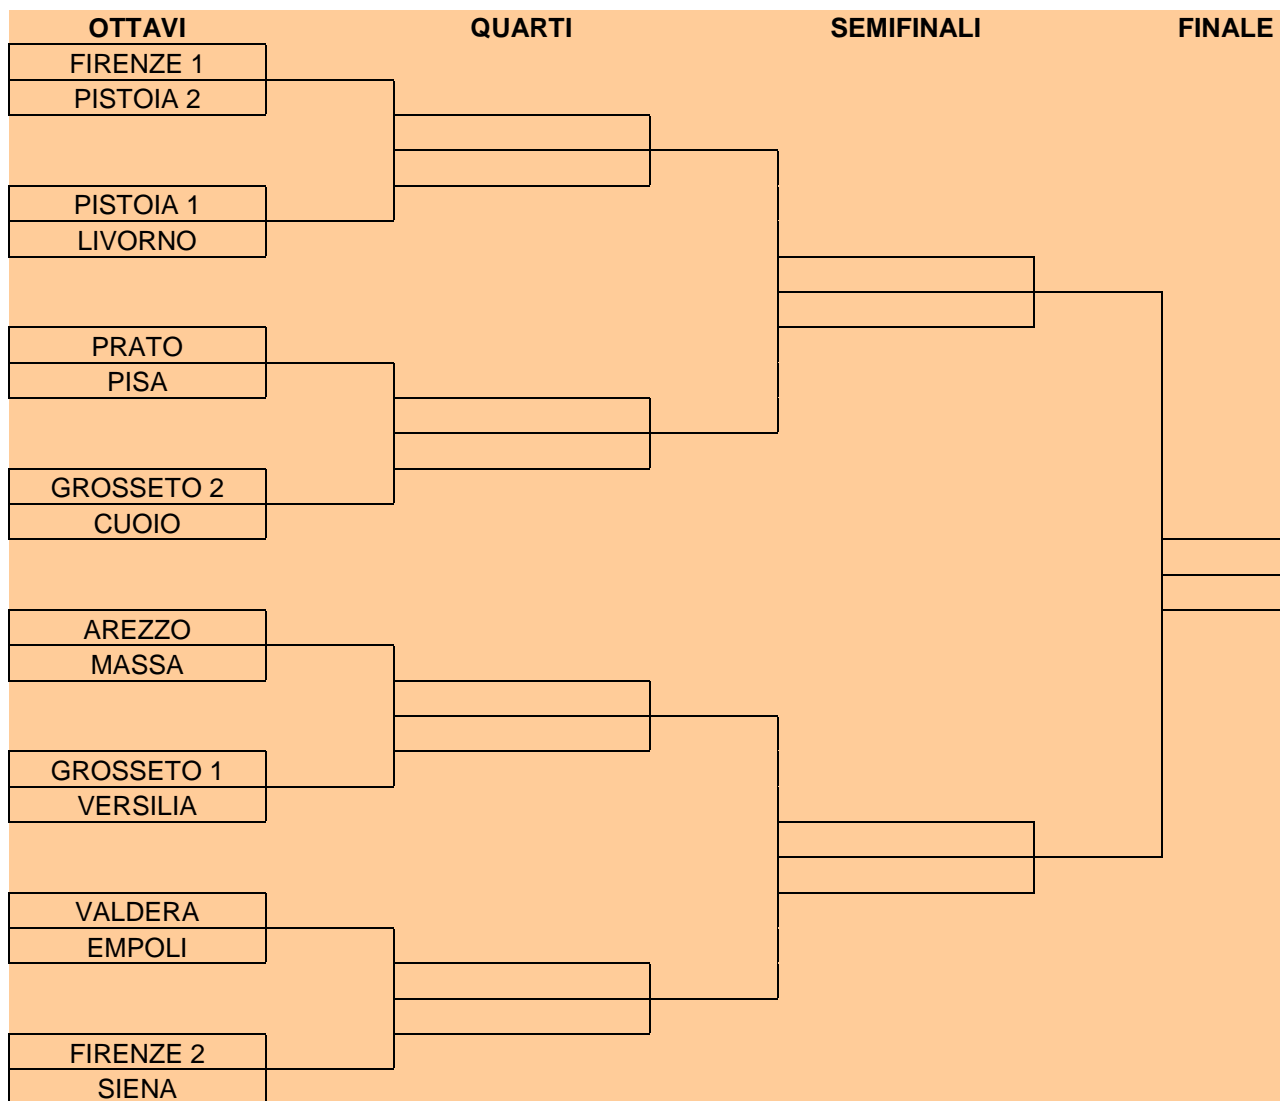 OTTAVI QUARTI SEMIFINALI FINALE
FIRENZE 1
PISTOIA 2
PISTOIA 1
LIVORNO
PRATO
PISA
GROSSETO 2
CUOIO
AREZZO
MASSA
GROSSETO 1
VERSILIA
VALDERA
EMPOLI
FIRENZE 2
SIENA